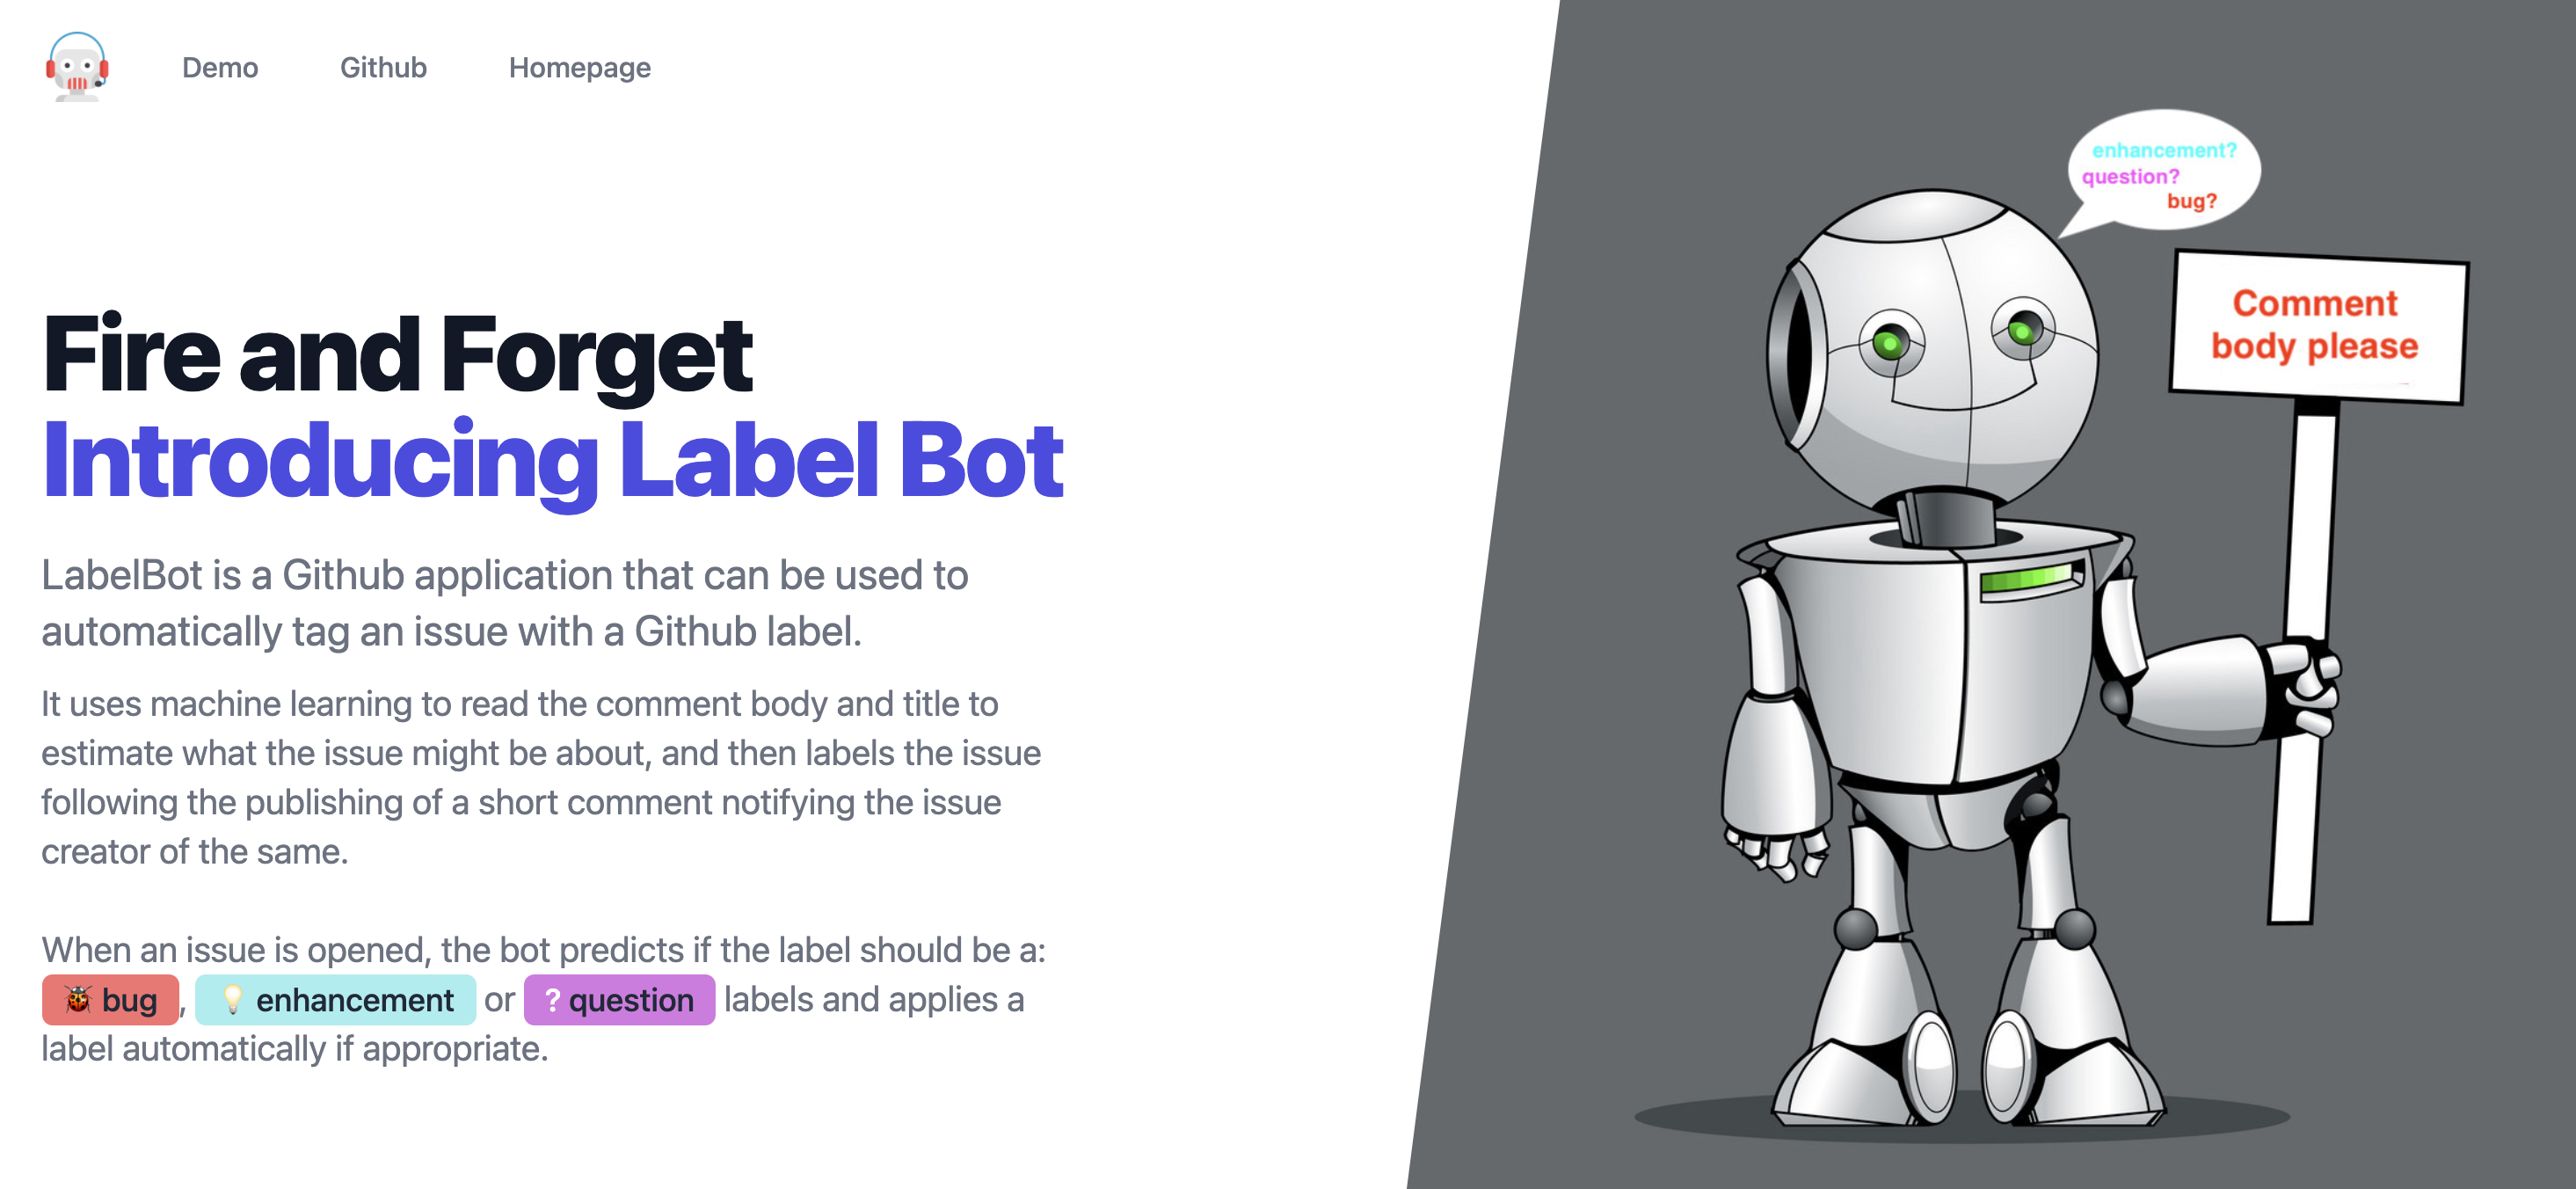 Demo Github Homepage
Fire and Forget
Introducing Label Bot
LabelBot is a Github application that can be used to
automatically tag an issue with a Github label.
It uses machine learning to read the comment body and title to
estimate what the issue might be about, and then labels the issue
following the publishing of a short comment notifying the issue
creator of the same.
When an issue is opened, the bot predicts if the label should be a:
🐞 bug, 💡 enhancement or ? question labels and applies a
label automatically if appropriate.
enhancement?
question?
bug?
Comment
body please